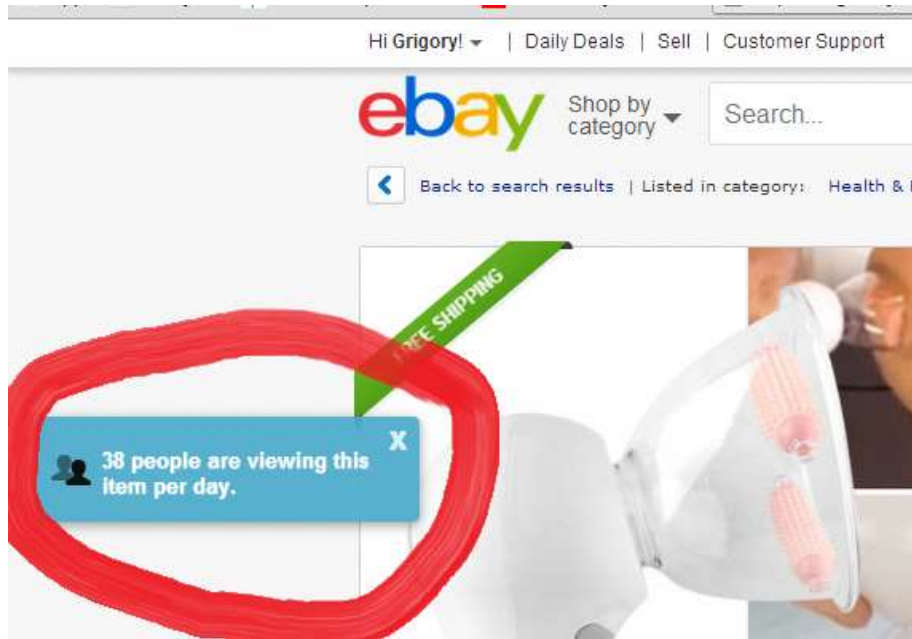 Hi Grigory! | Daily Deals | Sell | Customer Support
ebay
Shop by
category
Search...
Back to search results | Listed in category: Health &
FREE SHIPPING
38 people are viewing this
item per day.
X